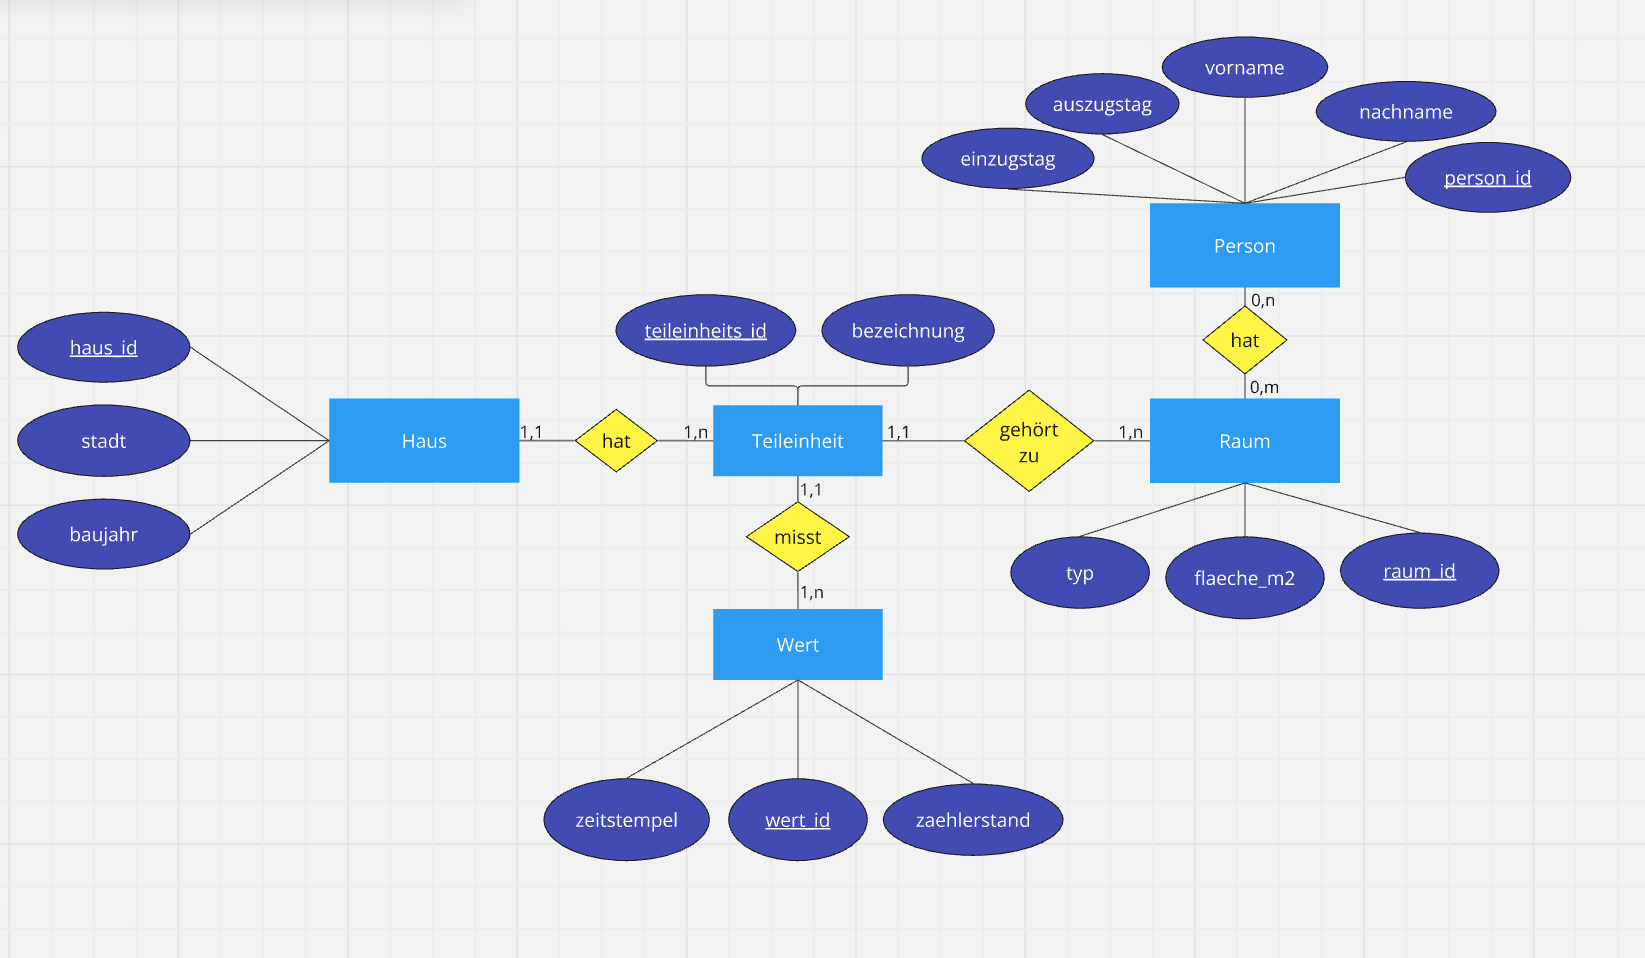 vorname
auszugstag
nachname
einzugstag
person_id
Person
0,n
hat
0,m
haus_id
stadt
baujahr
Haus
1,1
hat
1,n
teileinheits_id
bezeichnung
Teileinheit
1,1
gehört
zu
1,n
Raum
1,1
misst
1,n
Wert
typ
flaeche_m2
raum_id
zeitstempel
wert_id
zaehlerstand